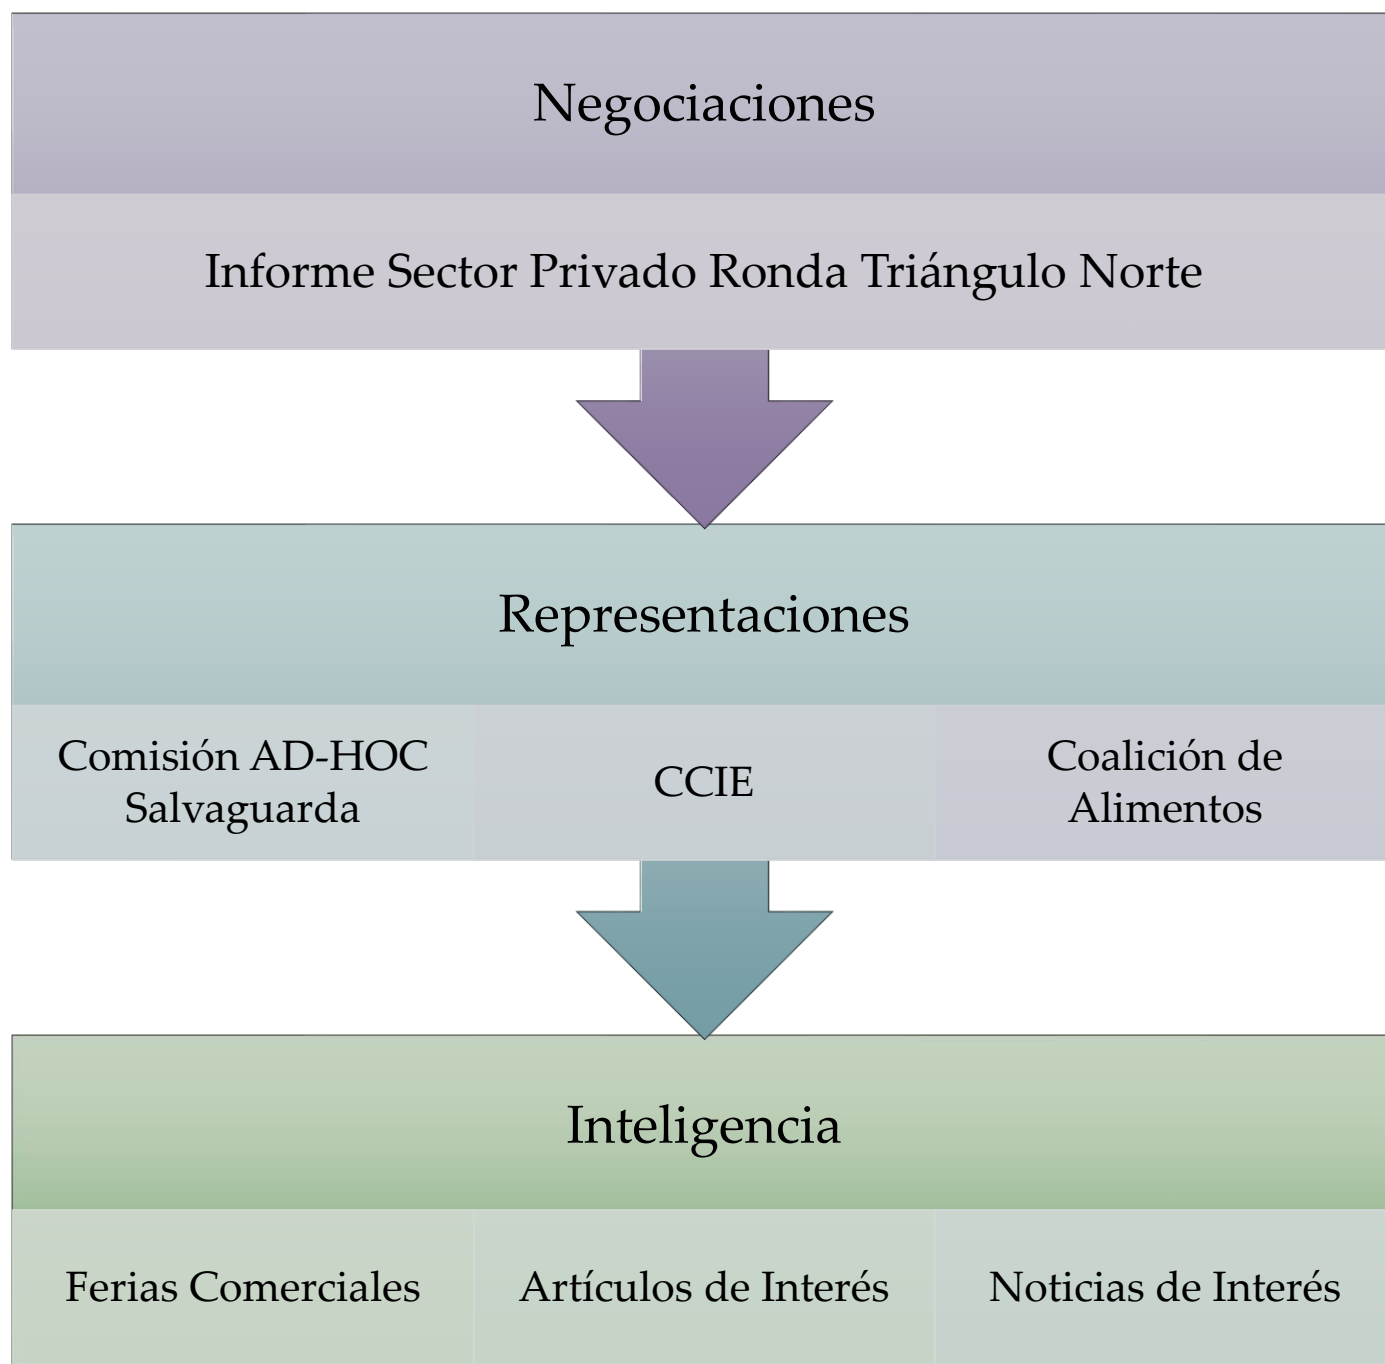 Negociaciones
Informe Sector Privado Ronda Triángulo Norte
Representaciones
Comisión AD-HOC
Salvaguarda
CCIE
Coalición de
Alimentos
Inteligencia
Ferias Comerciales
Artículos de Interés
Noticias de Interés